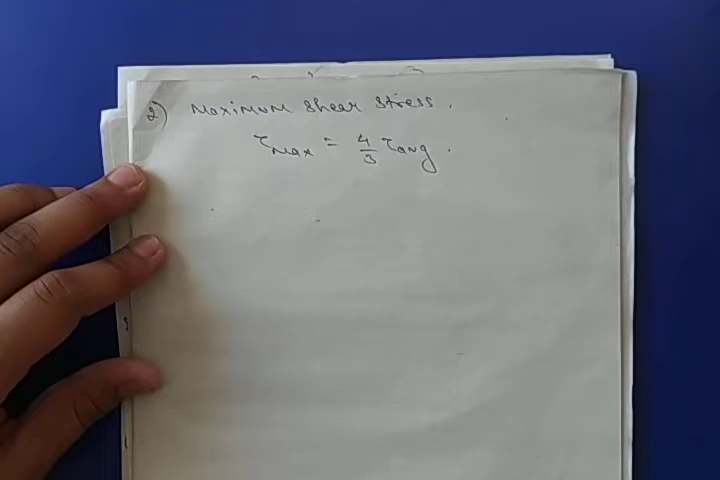 2) Maximum shear stress.
τmax = 4/3 τavg.